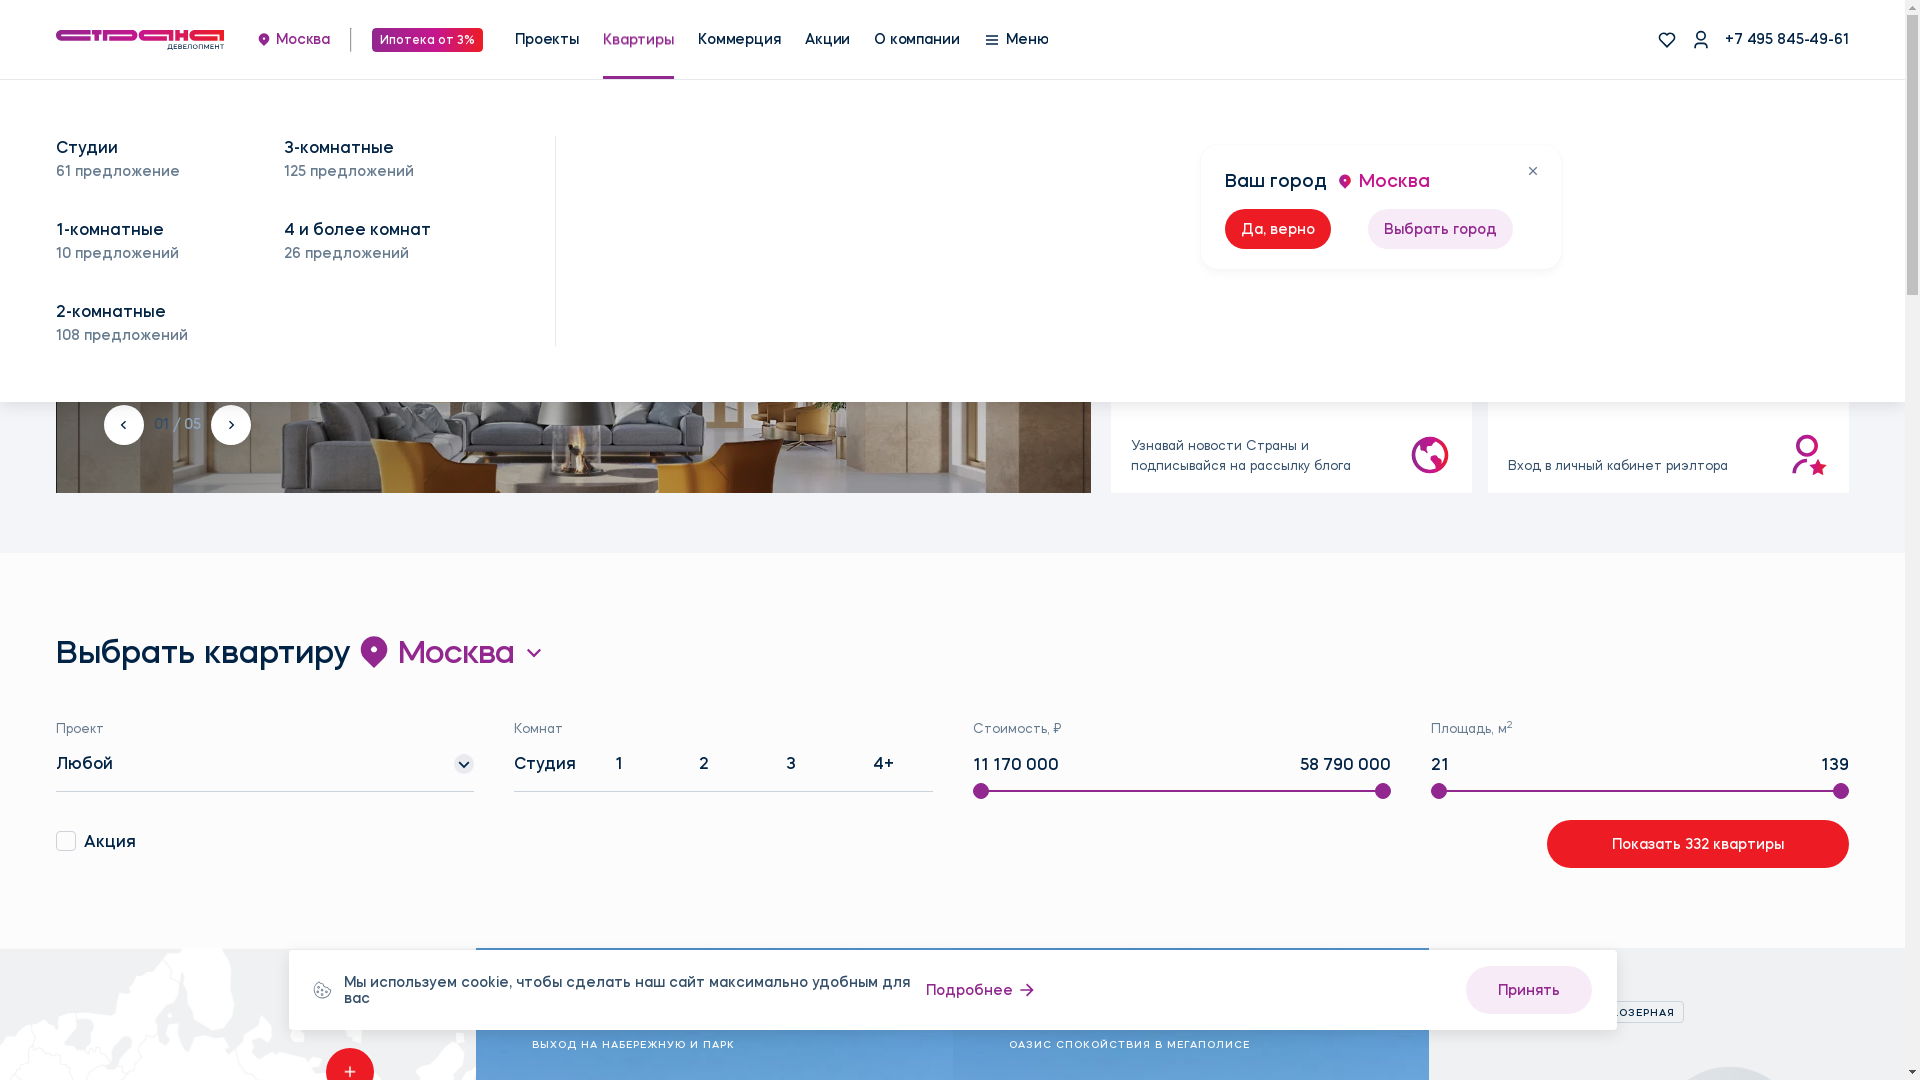 СТРАНА
ДЕВЕЛОПМЕНТ
Москва
Ипотека от 3%
Проекты
Квартиры
Коммерция
Акции
О компании
Меню
+7 495 845-49-61
Студии
61 предложение
3-комнатные
125 предложений
1-комнатные
10 предложений
4 и более комнат
26 предложений
2-комнатные
108 предложений
Ваш город Москва
Да, верно
Выбрать город
01 / 05
Узнавай новости Страны и
подписывайся на рассылку блога
Вход в личный кабинет риэлтора
Выбрать квартиру Москва
Проект
Любой
Комнат
Студия 1 2 3 4+
Стоимость, ₽
11 170 000 58 790 000
Площадь, м²
21 139
Акция
Показать 332 квартиры
Мы используем cookie, чтобы сделать наш сайт максимально удобным для
вас
Подробнее
Принять
ОЗЕРНАЯ
ВЫХОД НА НАБЕРЕЖНУЮ И ПАРК
ОАЗИС СПОКОЙСТВИЯ В МЕГАПОЛИСЕ